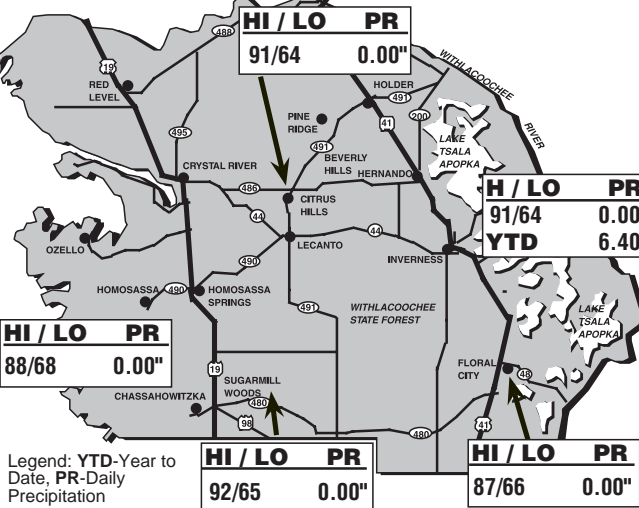 HI / LO PR
91/64 0.00"
488
19
RED
LEVEL
HOLDER
491
WITHLACOOCHEE
RIVER
PINE
RIDGE
41
200
495
491
LAKE
TSALA
APOPKA
BEVERLY
HILLS
HERNANDO
CRYSTAL RIVER
486
CITRUS
HILLS
H / LO PR
91/64 0.00
YTD 6.40
44
44
OZELLO
LECANTO
INVERNESS
490
HOMOSASSA
490
HOMOSASSA
SPRINGS
491
WITHLACOOCHEE
STATE FOREST
LAKE
TSALA
APOPKA
HI / LO PR
88/68 0.00"
19
FLORAL
CITY
48
SUGARMILL
WOODS
CHASSAHOWITZKA
480
98
480
41
Legend: YTD-Year to
Date, PR-Daily
Precipitation
HI / LO PR
92/65 0.00"
HI / LO PR
87/66 0.00"